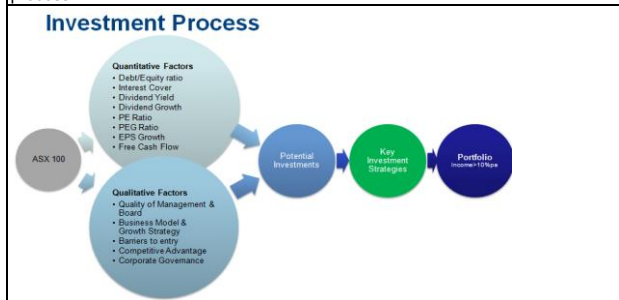 Investment Process
Quantitative Factors
• Debt/Equity ratio
• Interest Cover
• Dividend Yield
• Dividend Growth
• PE Ratio
• PEG Ratio
• EPS Growth
• Free Cash Flow
ASX 100
Potential
Investments
Key
Investment
Strategies
Portfolio
Income>10%pa
Qualitative Factors
• Quality of Management &
Board
• Business Model &
Growth Strategy
• Barriers to entry
• Competitive Advantage
• Corporate Governance